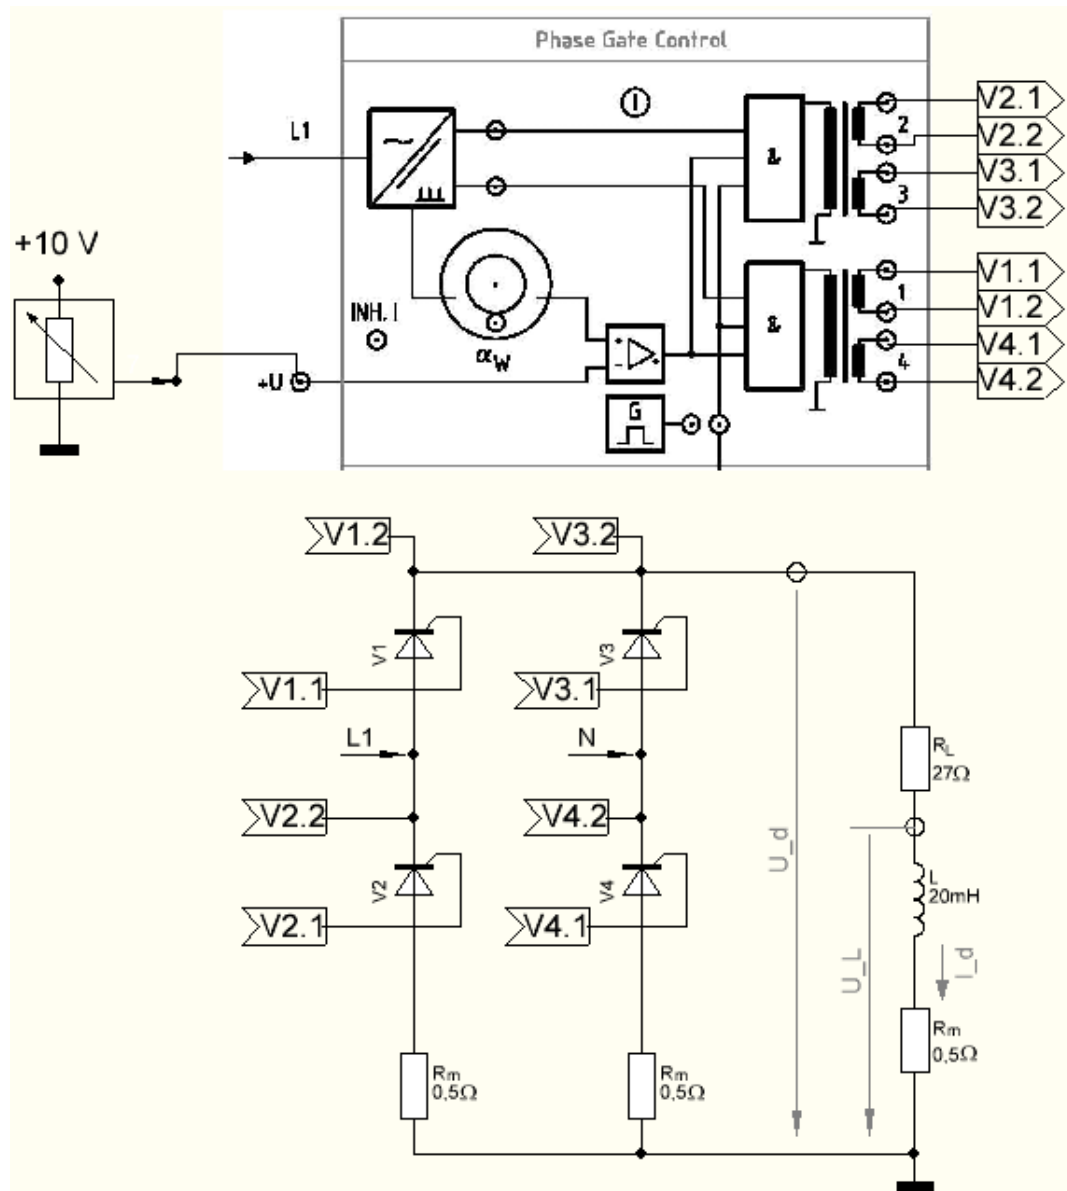 Phase Gate Control
L1
I
&
2
3
V2.1
V2.2
V3.1
V3.2
+10 V
INH. I
αW
+U
+
-
G
&
1
4
V1.1
V1.2
V4.1
V4.2
V1.2
V3.2
V1
V3
V1.1
V3.1
L1
N
RL
27Ω
V2.2
V4.2
U_d
V2
V4
L
20mH
V2.1
V4.1
U_L
I_d
Rm
0,5Ω
Rm
0,5Ω
Rm
0,5Ω